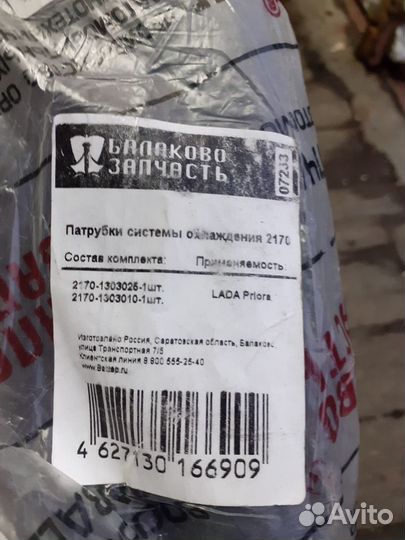 БАЛАКОВО
ЗАПЧАСТЬ
07233
Патрубки системы охлаждения 2170
Состав комплекта: Применяемость:
2170-1303025-1шт.
2170-1303010-1шт. LADA Priora
Изготовлено Россия, Саратовская область, Балаково
улица Транспортная 7/5
Клиентская линия 8 800 555-25-40
www.Balzap.ru
4 627130 166909
Avito